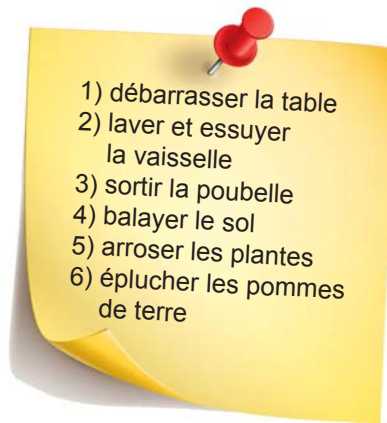 1) débarrasser la table
2) laver et essuyer
la vaisselle
3) sortir la poubelle
4) balayer le sol
5) arroser les plantes
6) éplucher les pommes
de terre